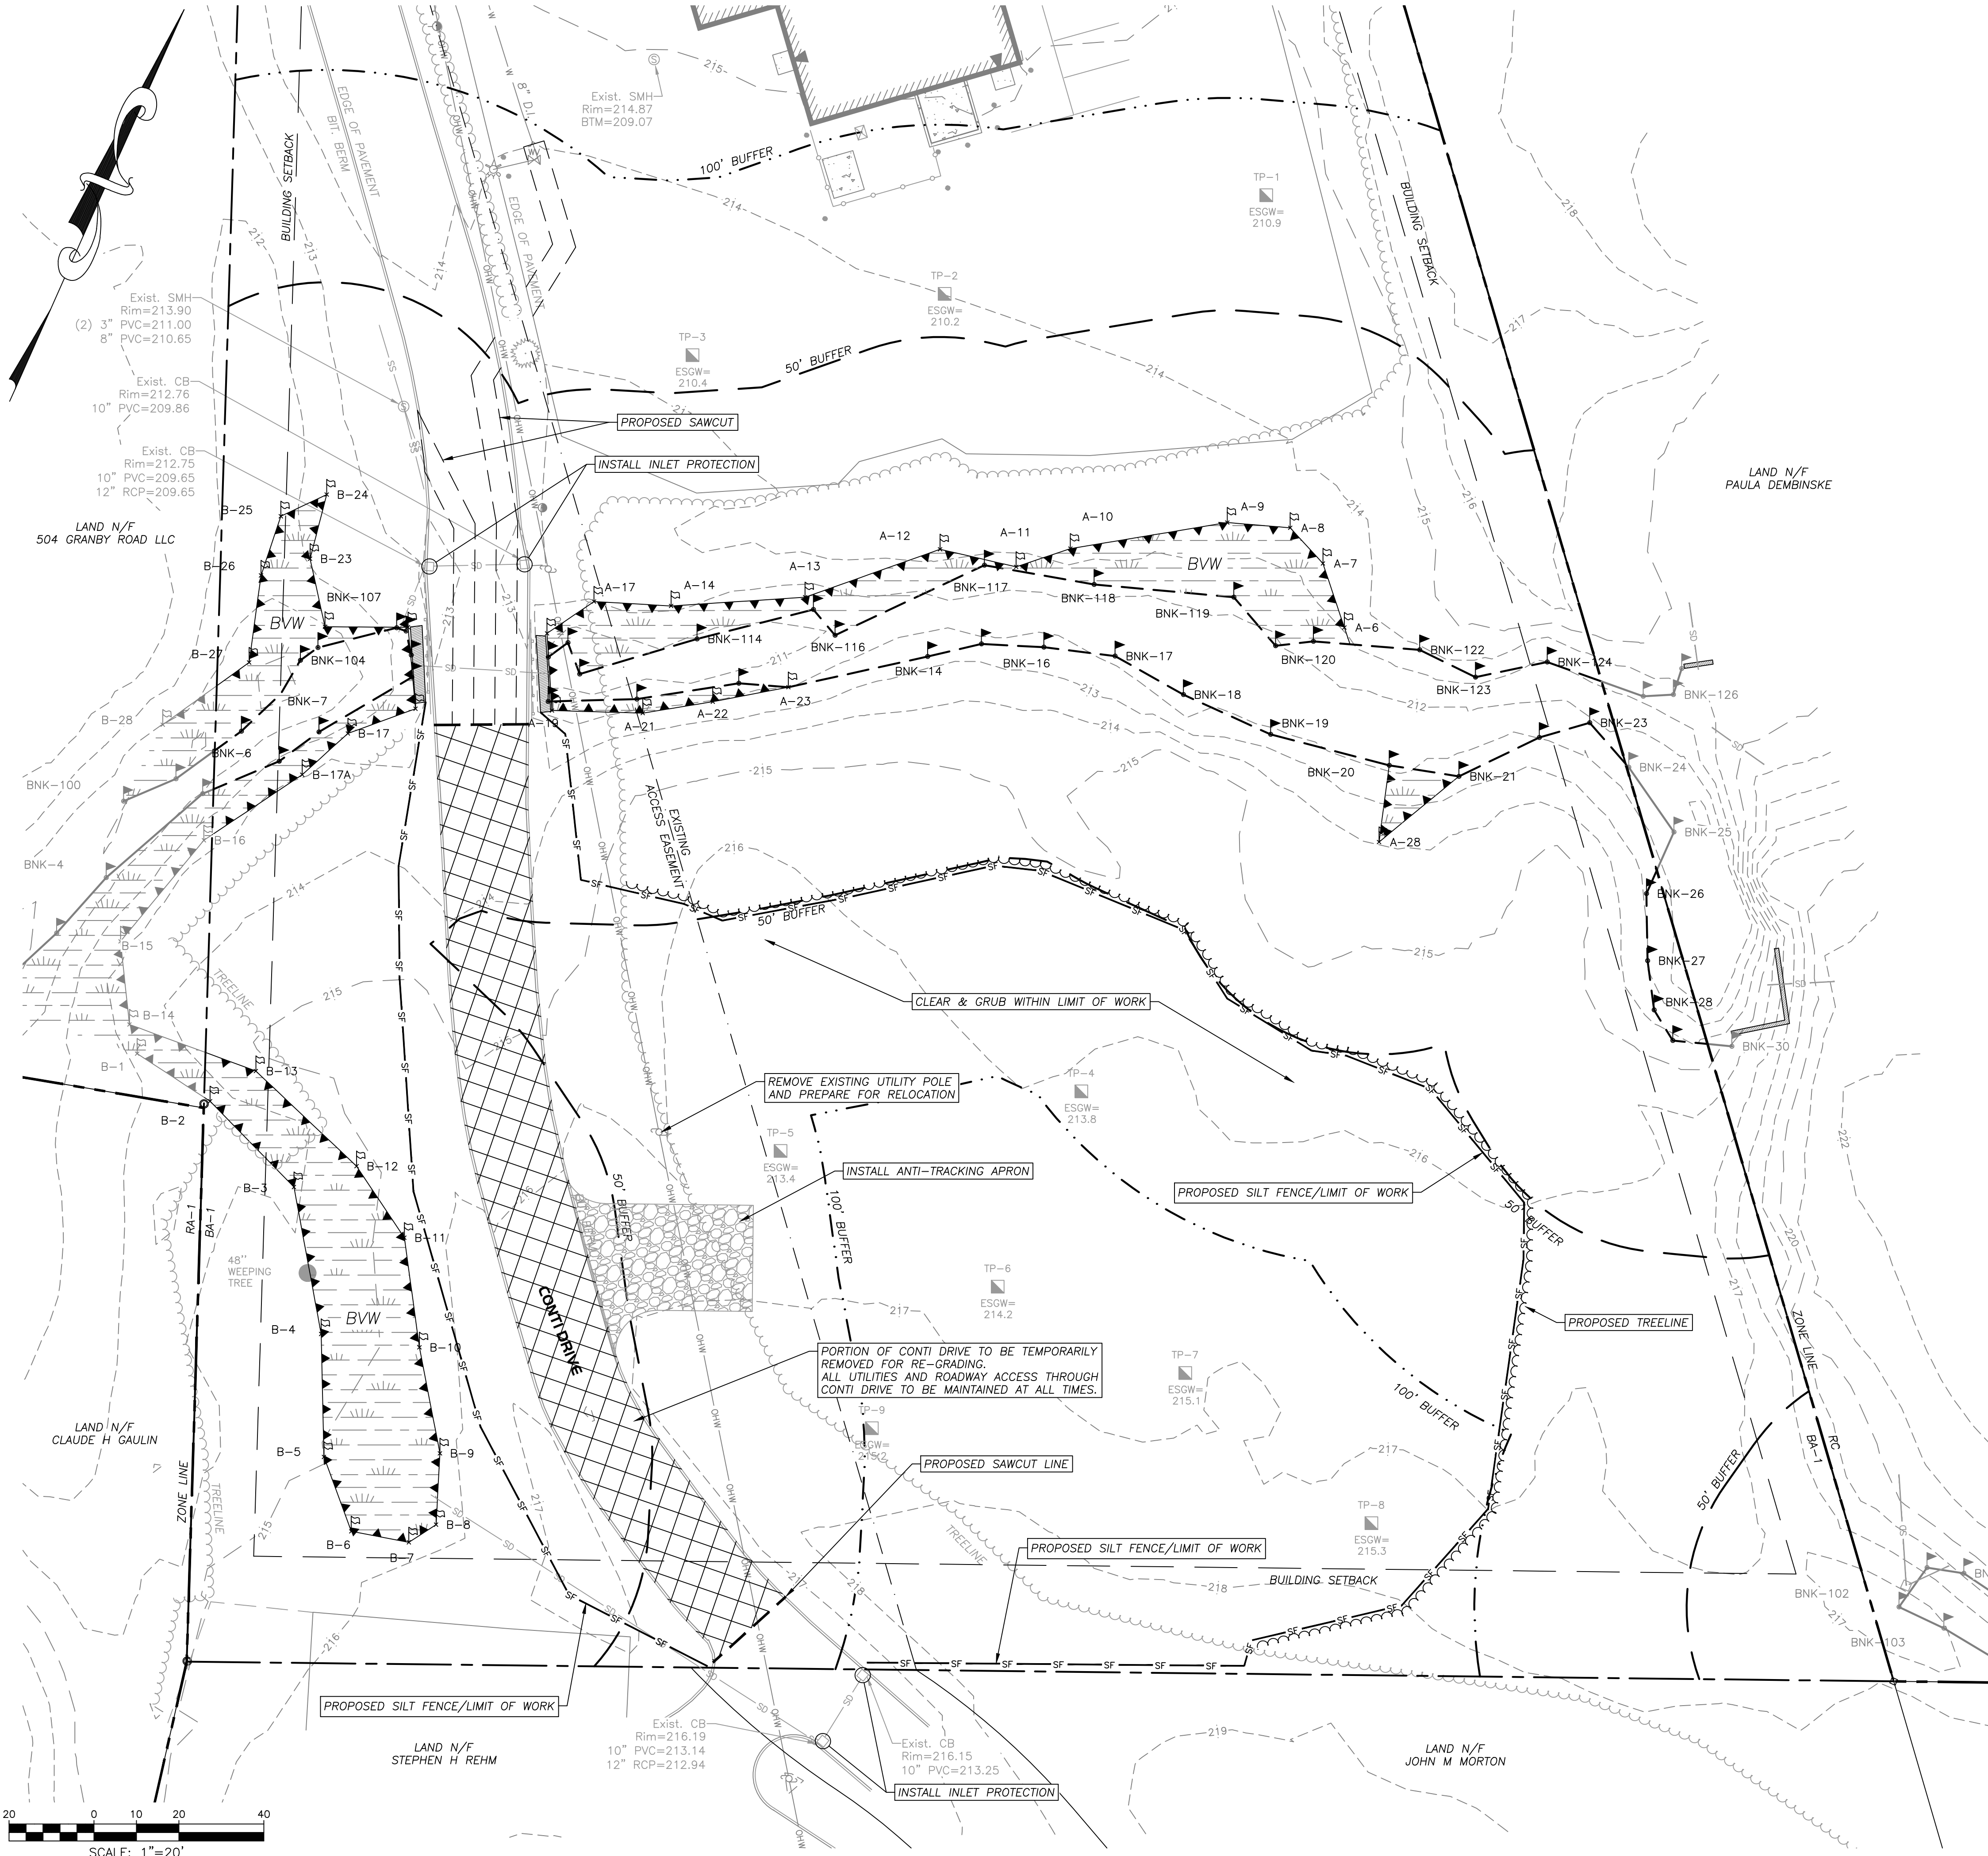 EDGE OF PAVEMENT
BIT. BERM
BUILDING SETBACK
8" D.I.
Exist. SMH
Rim=214.87
BTM=209.07
100' BUFFER
EDGE OF PAVEMENT
BUILDING SETBACK
TP-1
ESGW=
210.9
TP-2
ESGW=
210.2
TP-3
ESGW=
210.4
50' BUFFER
Exist. SMH
Rim=213.90
(2) 3" PVC=211.00
8" PVC=210.65
Exist. CB
Rim=212.76
10" PVC=209.86
Exist. CB
Rim=212.75
10" PVC=209.65
12" RCP=209.65
PROPOSED SAWCUT
INSTALL INLET PROTECTION
LAND N/F
504 GRANBY ROAD LLC
LAND N/F
PAULA DEMBINSKE
B-24
B-25
B-23
B-26
BNK-107
BVW
B-27
BNK-104
BNK-7
B-28
B-17
BNK-6
B-17A
BNK-100
B-16
BNK-4
B-15
B-14
B-1
B-13
B-2
B-12
B-3
B-11
B-4
BVW
B-10
B-5
B-9
B-6
B-7
B-8
A-17
A-14
A-13
A-12
A-11
A-10
A-9
A-8
A-7
BVW
A-6
BNK-117
BNK-118
BNK-119
BNK-114
BNK-116
BNK-120
BNK-122
BNK-123
BNK-124
BNK-126
BNK-14
BNK-16
BNK-17
BNK-18
BNK-19
BNK-20
BNK-21
BNK-23
BNK-24
BNK-25
BNK-26
BNK-27
BNK-28
BNK-30
A-19
A-21
A-22
A-23
A-28
EXISTING
ACCESS EASEMENT
50' BUFFER
CLEAR & GRUB WITHIN LIMIT OF WORK
REMOVE EXISTING UTILITY POLE
AND PREPARE FOR RELOCATION
TP-4
ESGW=
213.8
TP-5
ESGW=
213.4
INSTALL ANTI-TRACKING APRON
PROPOSED SILT FENCE/LIMIT OF WORK
50' BUFFER
100' BUFFER
50' BUFFER
TREELINE
RA-1
BA-1
48"
WEEPING
TREE
TP-6
ESGW=
214.2
CONTI DRIVE
PORTION OF CONTI DRIVE TO BE TEMPORARILY
REMOVED FOR RE-GRADING.
ALL UTILITIES AND ROADWAY ACCESS THROUGH
CONTI DRIVE TO BE MAINTAINED AT ALL TIMES.
PROPOSED TREELINE
ZONE LINE
TP-7
ESGW=
215.1
100' BUFFER
TP-9
ESGW=
215.2
LAND N/F
CLAUDE H GAULIN
PROPOSED SAWCUT LINE
RC
BA-1
50' BUFFER
ZONE LINE
TREELINE
TP-8
ESGW=
215.3
TREELINE
PROPOSED SILT FENCE/LIMIT OF WORK
BUILDING SETBACK
BNK-102
BNK-103
PROPOSED SILT FENCE/LIMIT OF WORK
LAND N/F
STEPHEN H REHM
Exist. CB
Rim=216.19
10" PVC=213.14
12" RCP=212.94
Exist. CB
Rim=216.15
10" PVC=213.25
INSTALL INLET PROTECTION
LAND N/F
JOHN M MORTON
20 0 10 20 40
SCALE: 1"=20'